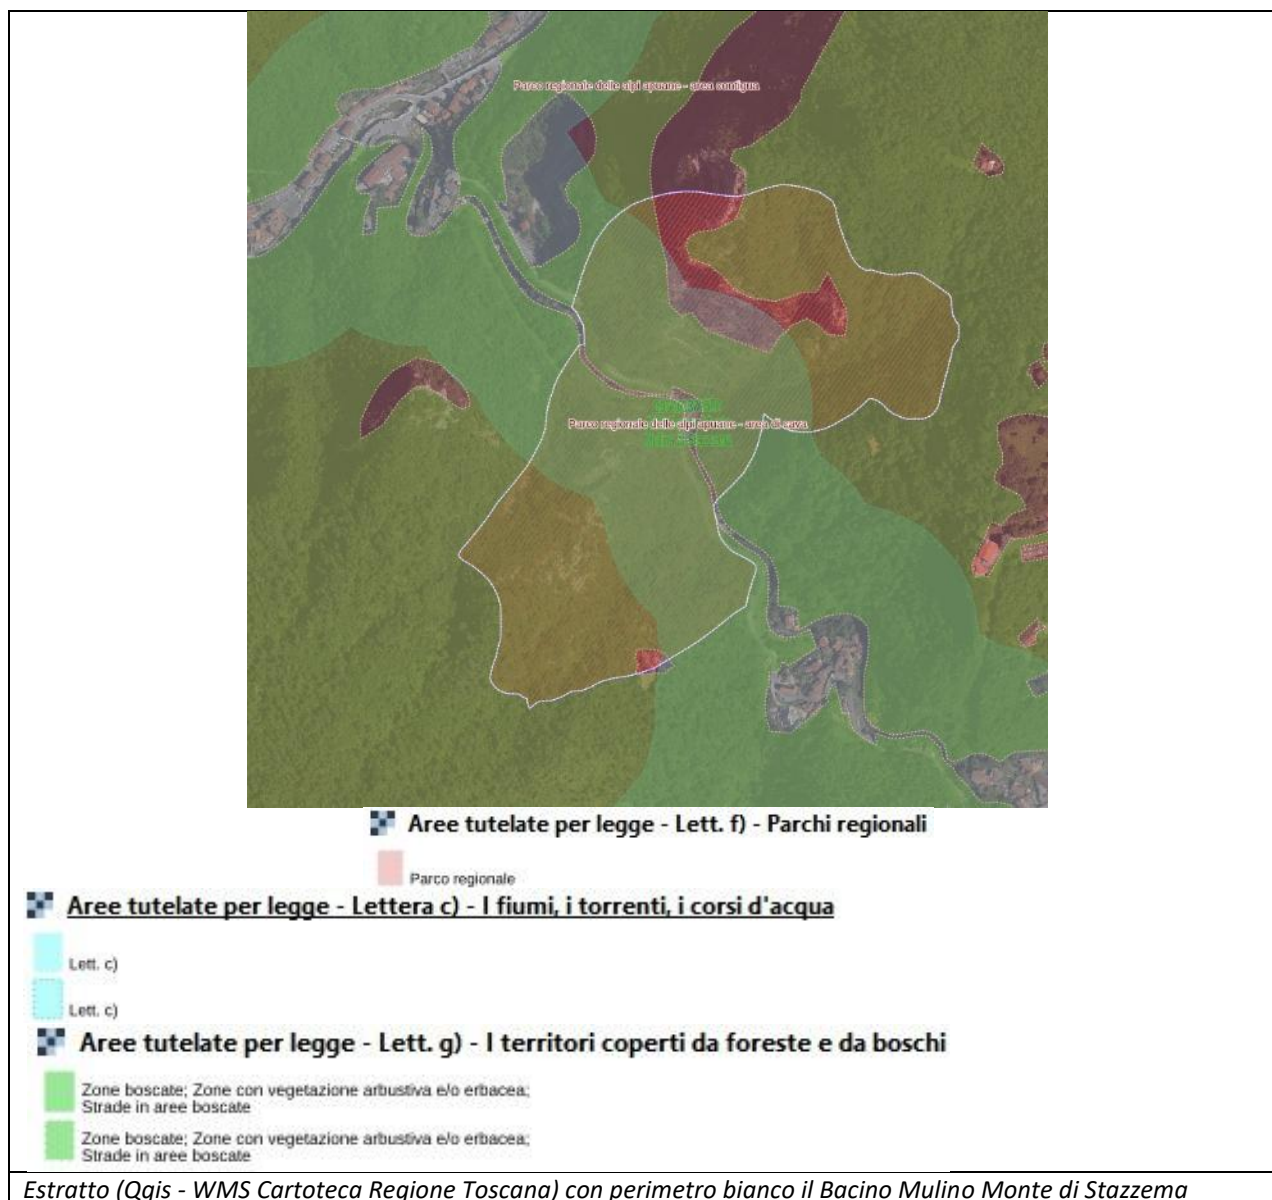 Parco regionale delle alpi apuane - area contigua
Parco regionale delle alpi apuane - area di cava
Aree tutelate per legge - Lett. f) - Parchi regionali
Parco regionale
Aree tutelate per legge - Lettera c) - I fiumi, i torrenti, i corsi d'acqua
Lett. c)
Lett. c)
Aree tutelate per legge - Lett. g) - I territori coperti da foreste e da boschi
Zone boscate; Zone con vegetazione arbustiva e/o erbacea;
Strade in aree boscate
Zone boscate; Zone con vegetazione arbustiva e/o erbacea;
Strade in aree boscate
Estratto (Qgis - WMS Cartoteca Regione Toscana) con perimetro bianco il Bacino Mulino Monte di Stazzema